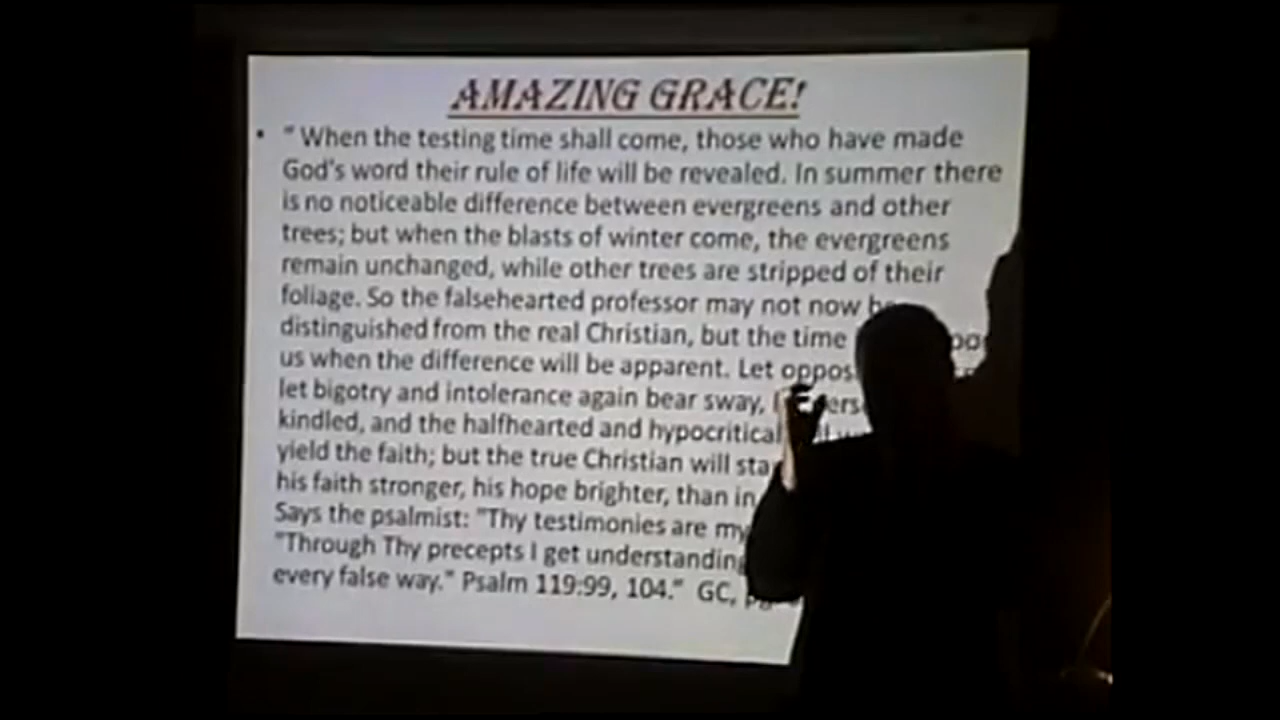 AMAZING GRACE!
• " When the testing time shall come, those who have made
God's word their rule of life will be revealed. In summer there
is no noticeable difference between evergreens and other
trees; but when the blasts of winter come, the evergreens
remain unchanged, while other trees are stripped of their
foliage. So the falsehearted professor may not now
distinguished from the real Christian, but the time
us when the difference will be apparent. Let
let bigotry and intolerance again bear sway,
kindled, and the halfhearted and hypocritical
yield the faith; but the true Christian will
his faith stronger, his hope brighter, than in
Says the psalmist: "Thy testimonies are my
"Through Thy precepts I get understanding
every false way." Psalm 119:99, 104." GC,